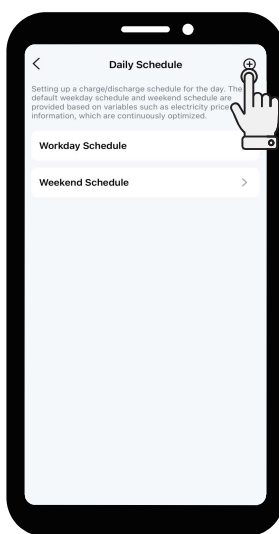 Daily Schedule
Setting up a charge/discharge schedule for the day. The
default weekday schedule and weekend schedule are
provided based on variables such as electricity price
information, which are continuously optimized.
Workday Schedule
Weekend Schedule